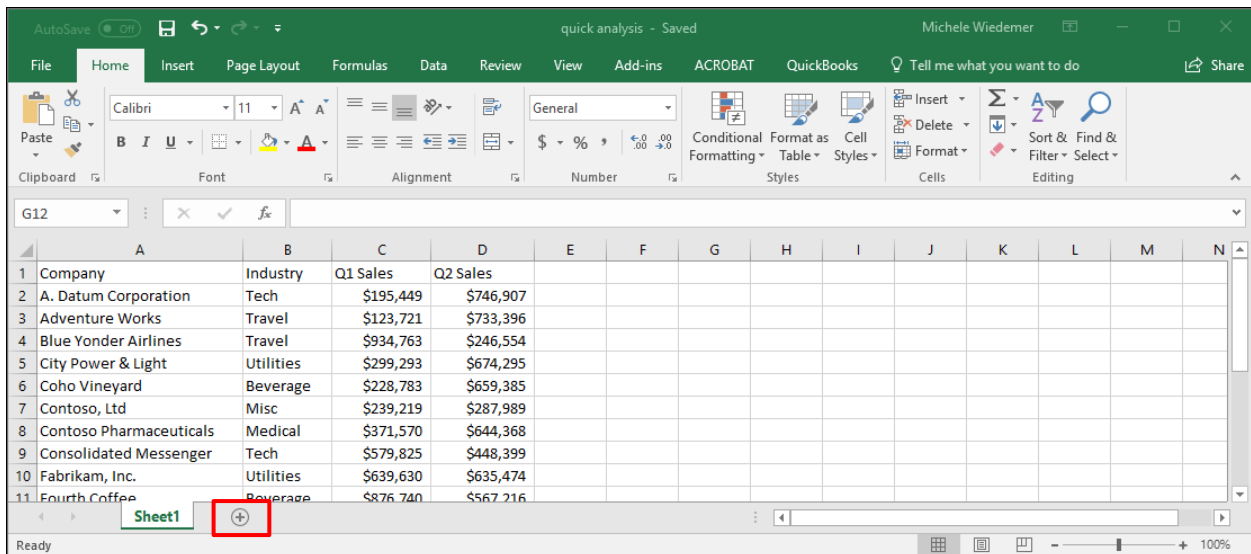 AutoSave Off quick analysis - Saved Michele Wiedemer
File Home Insert Page Layout Formulas Data Review View Add-ins ACROBAT QuickBooks Tell me what you want to do Share
Calibri 11 General Insert
Paste B I U A $ % , Conditional Format as Cell Delete Sort & Find &
Formatting Table Styles Format Filter Select
Clipboard Font Alignment Number Styles Cells Editing
G12 fx
A B C D E F G H I J K L M N
1 Company Industry Q1 Sales Q2 Sales
2 A. Datum Corporation Tech $195,449 $746,907
3 Adventure Works Travel $123,721 $733,396
4 Blue Yonder Airlines Travel $934,763 $246,554
5 City Power & Light Utilities $299,293 $674,295
6 Coho Vineyard Beverage $228,783 $659,385
7 Contoso, Ltd Misc $239,219 $287,989
8 Contoso Pharmaceuticals Medical $371,570 $644,368
9 Consolidated Messenger Tech $579,825 $448,399
10 Fabrikam, Inc. Utilities $639,630 $635,474
11 Fourth Coffee Beverage $876,740 $567,216
Sheet1
Ready 100%